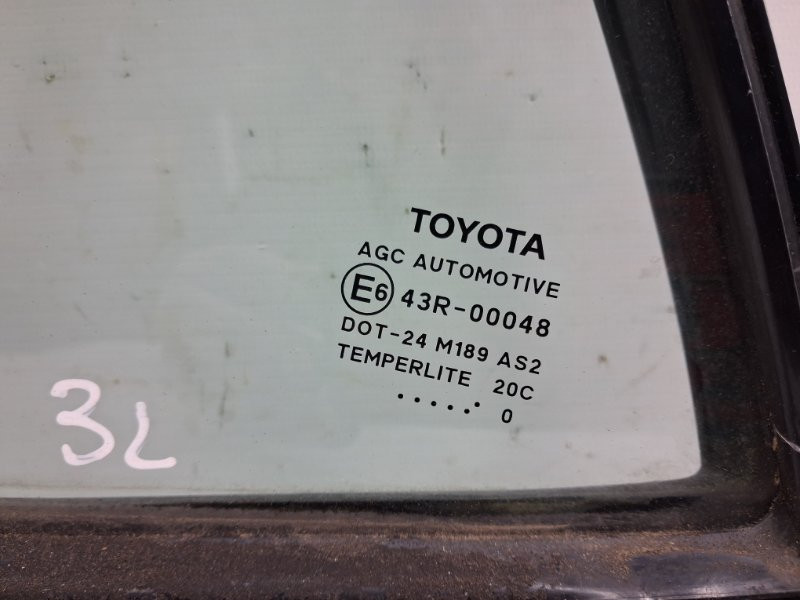 TOYOTA
AGC AUTOMOTIVE
E6 43R-00048
DOT-24 M189 AS2
TEMPERLITE 20C
......· 0
3L